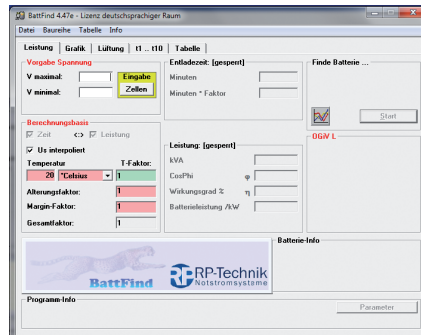 BattFind 4.47e - Lizenz deutschsprachiger Raum
Datei Baureihe Tabelle Info
Leistung Grafik Lüftung t1 .. t10 Tabelle
Vorgabe Spannung
V maximal:
V minimal:
Eingabe
Zellen
Entladezeit: [gesperrt]
Minuten
Minuten * Faktor
Finde Batterie ...
Start
Berechnungsbasis
Zeit <=> Leistung
Us interpoliert
Temperatur T-Faktor:
20 °Celsius 1
Alterungsfaktor: 1
Margin-Faktor: 1
Gesamtfaktor: 1
Leistung: [gesperrt]
kVA
CosPhi φ
Wirkungsgrad % η
Batterieleistung /kW
OGiV L
BattFind
RP RP-Technik
Notstromsysteme
Batterie-Info
Programm-Info
Parameter